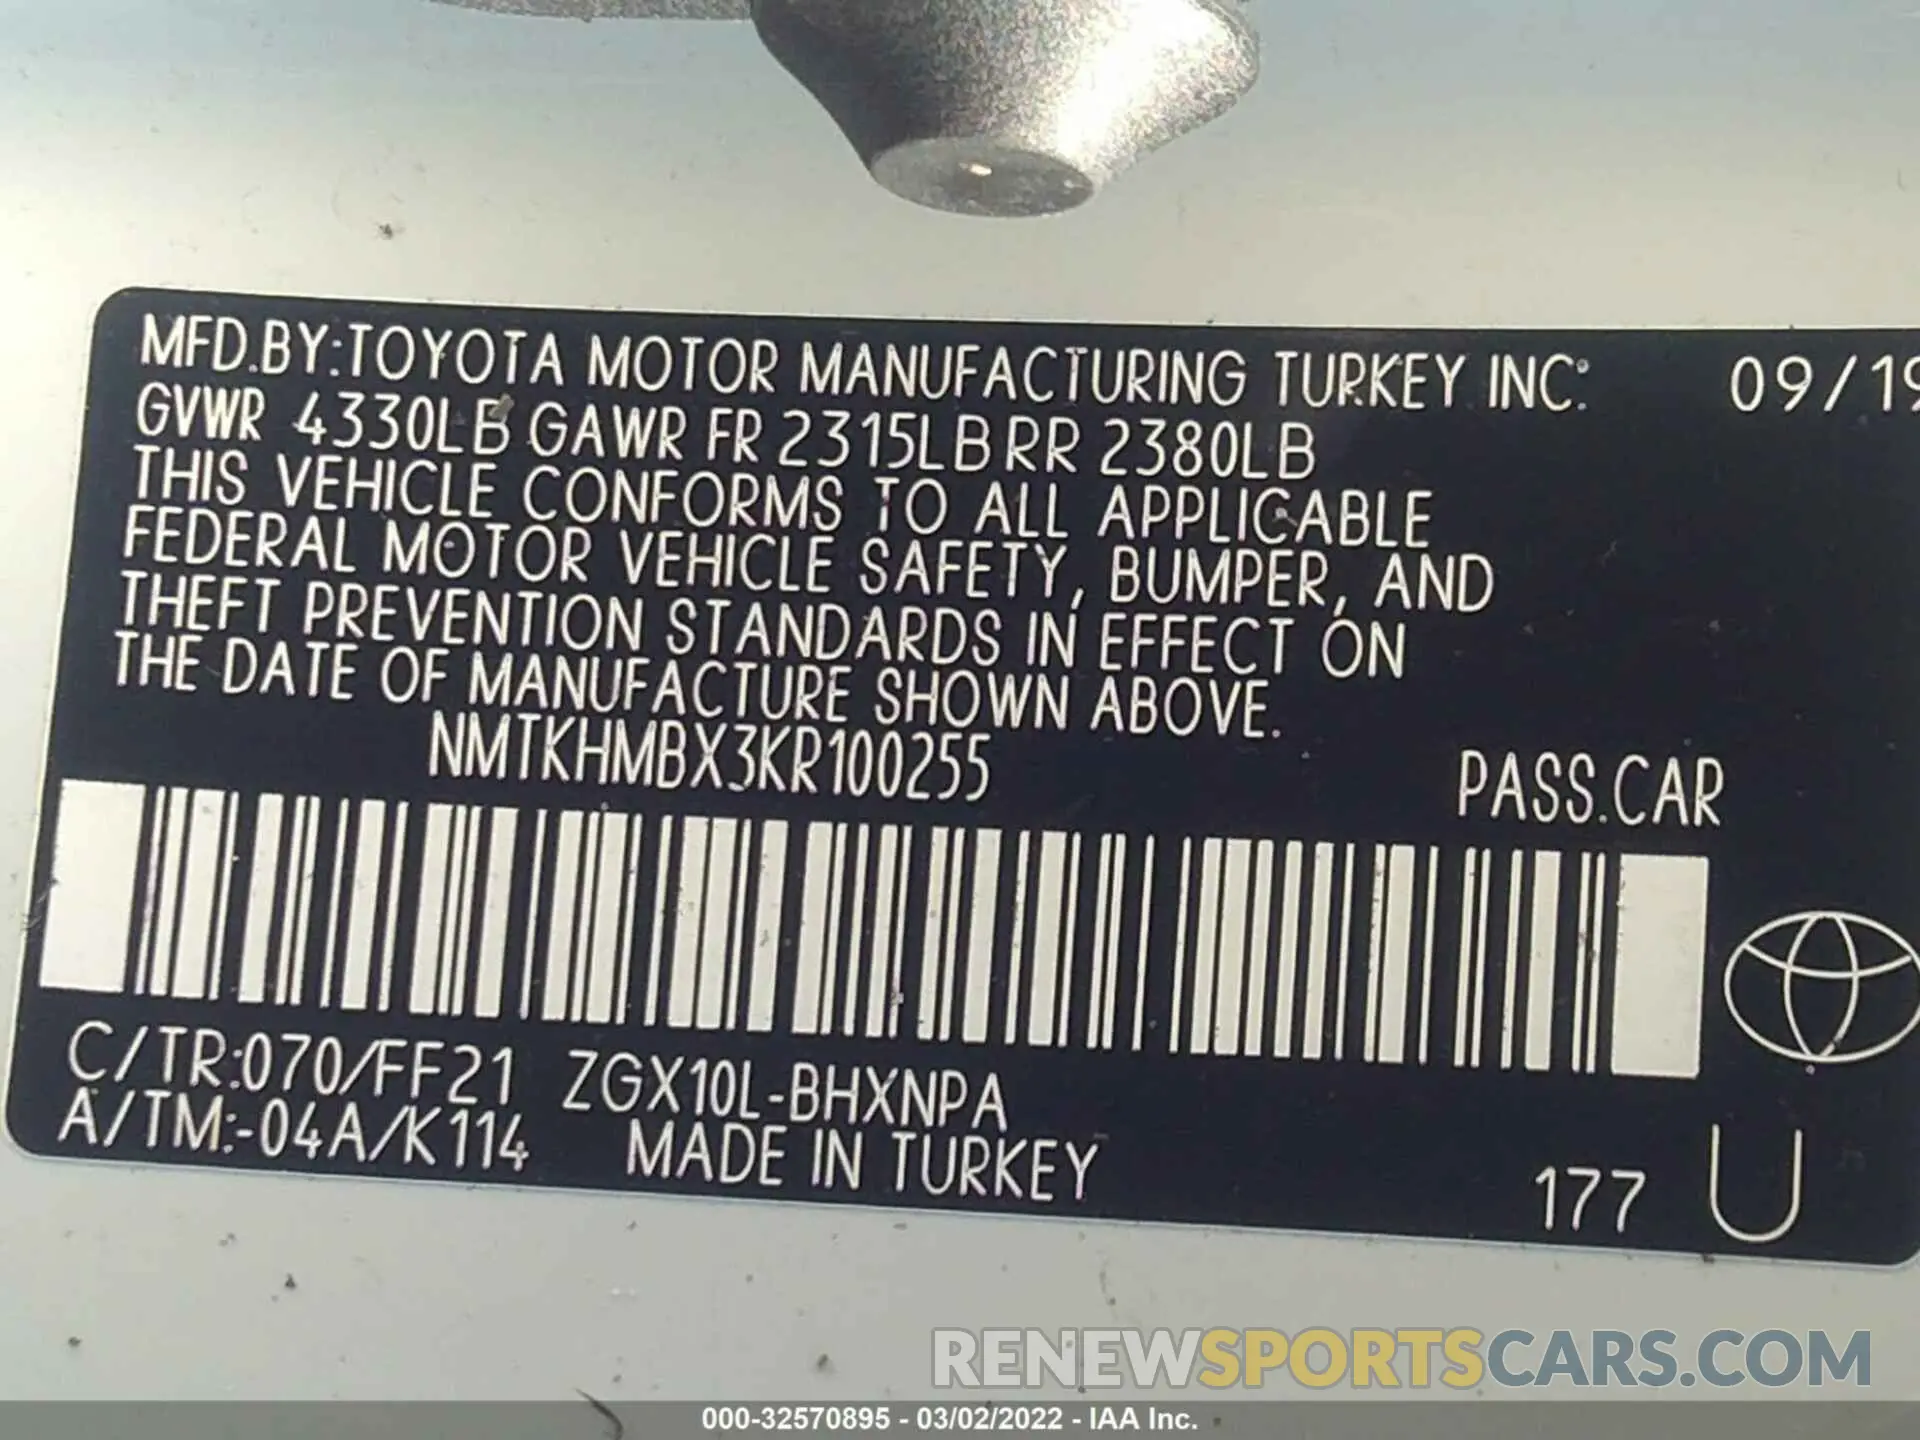 MFD.BY:TOYOTA MOTOR MANUFACTURING TURKEY INC. 09/19
GVWR 4330LB GAWR FR 2315LB RR 2380LB
THIS VEHICLE CONFORMS TO ALL APPLICABLE
FEDERAL MOTOR VEHICLE SAFETY, BUMPER, AND
THEFT PREVENTION STANDARDS IN EFFECT ON
THE DATE OF MANUFACTURE SHOWN ABOVE.
NMTKHMBX3KR100255 PASS.CAR
C/TR:070/FF21 ZGX10L-BHXNPA
A/TM:-04A/K114 MADE IN TURKEY 177 U
RENEWSPORTSCARS.COM
000-32570895 - 03/02/2022 - IAA Inc.